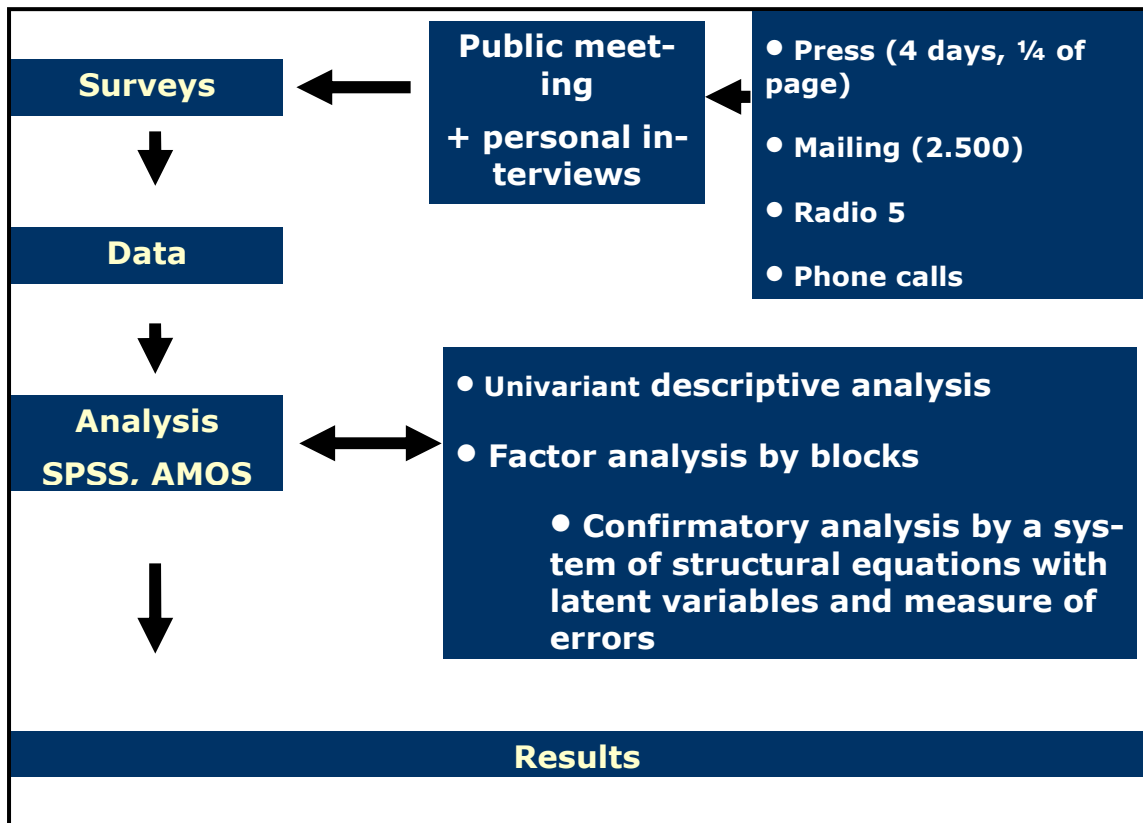 Surveys
Public meet-
ing
+ personal in-
terviews
● Press (4 days, ¼ of
page)
● Mailing (2.500)
● Radio 5
● Phone calls
Data
Analysis
SPSS, AMOS
● Univariant descriptive analysis
● Factor analysis by blocks
● Confirmatory analysis by a sys-
tem of structural equations with
latent variables and measure of
errors
Results